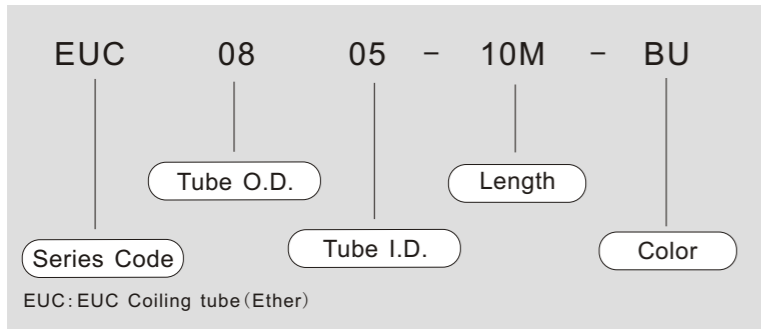 EUC 08 05 - 10M - BU
Tube O.D. Length
Series Code Tube I.D. Color
EUC:EUC Coiling tube(Ether)